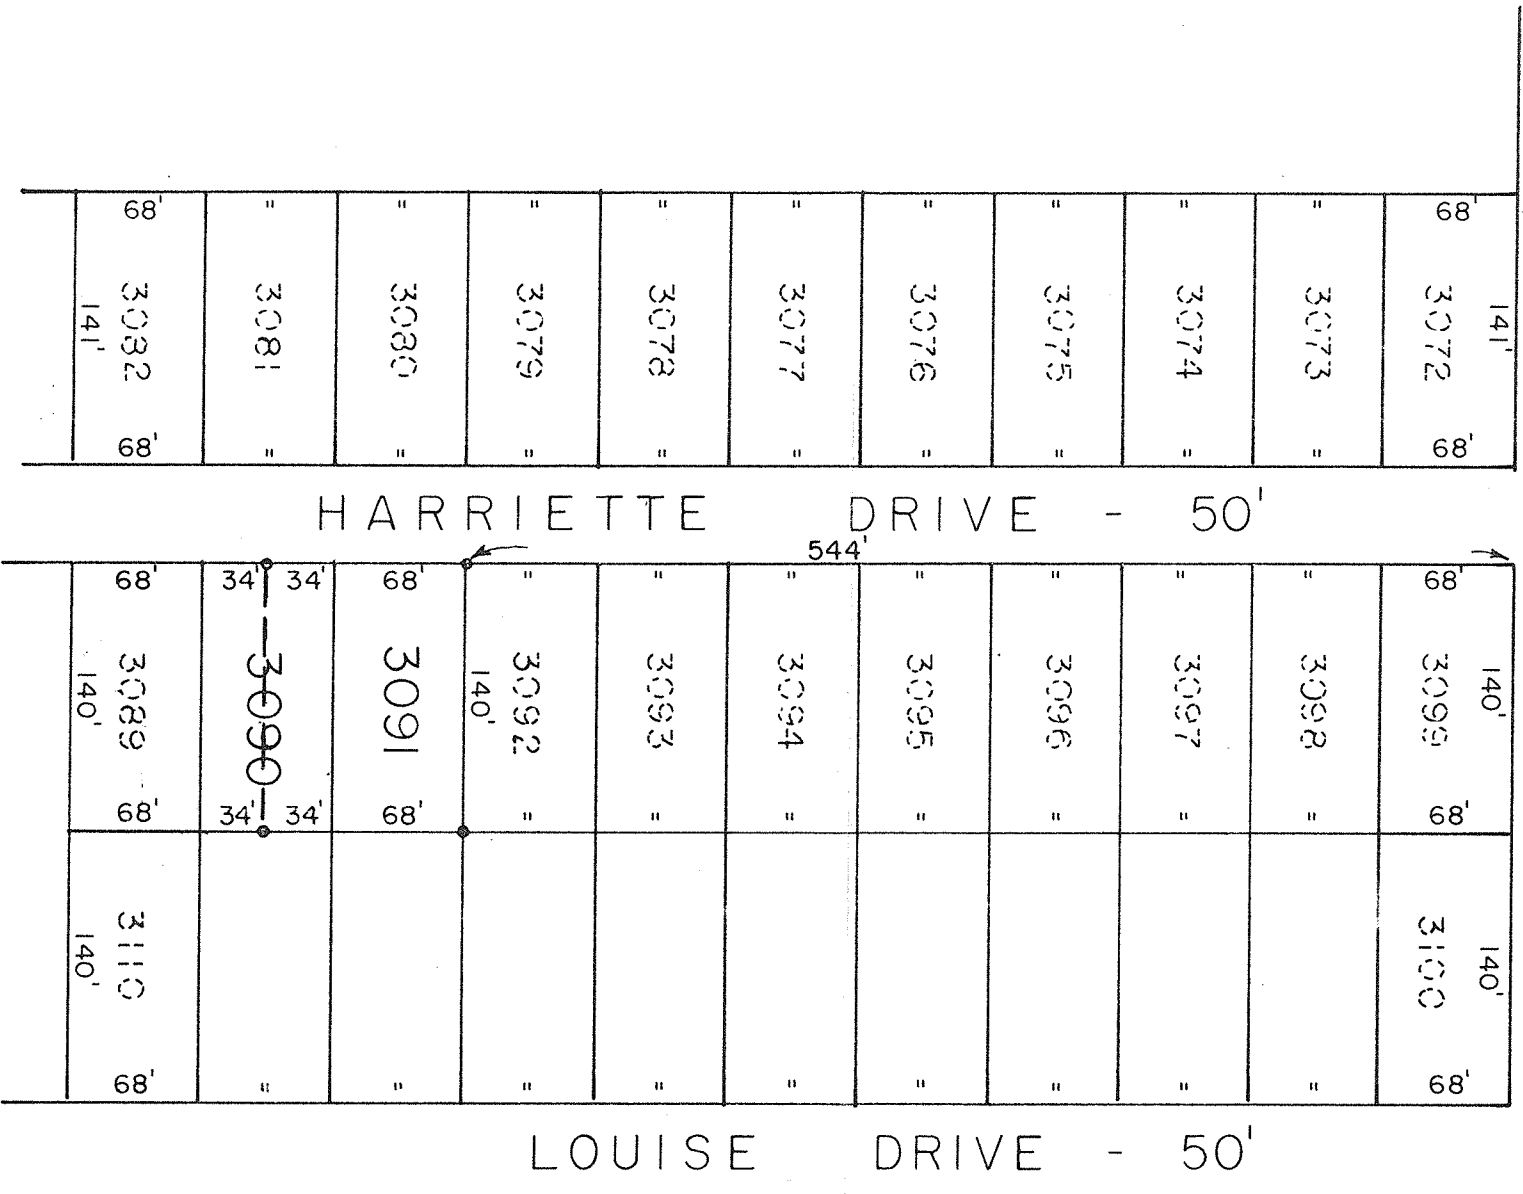 68' " " " " " " " " " 68'
141' 3082 3081 3080 3079 3078 3077 3076 3075 3074 3073 3072 141'
68' " " " " " " " " " 68'
HARRIETTE DRIVE - 50'
544'
68' 34' 34' 68' " " " " " " " 68'
140' 3089 3090 3091 140' 3092 3093 3094 3095 3096 3097 3098 3099 140'
68' 34' 34' 68' " " " " " " " 68'
140' 3110 3100 140'
68' " " " " " " " " " 68'
LOUISE DRIVE - 50'